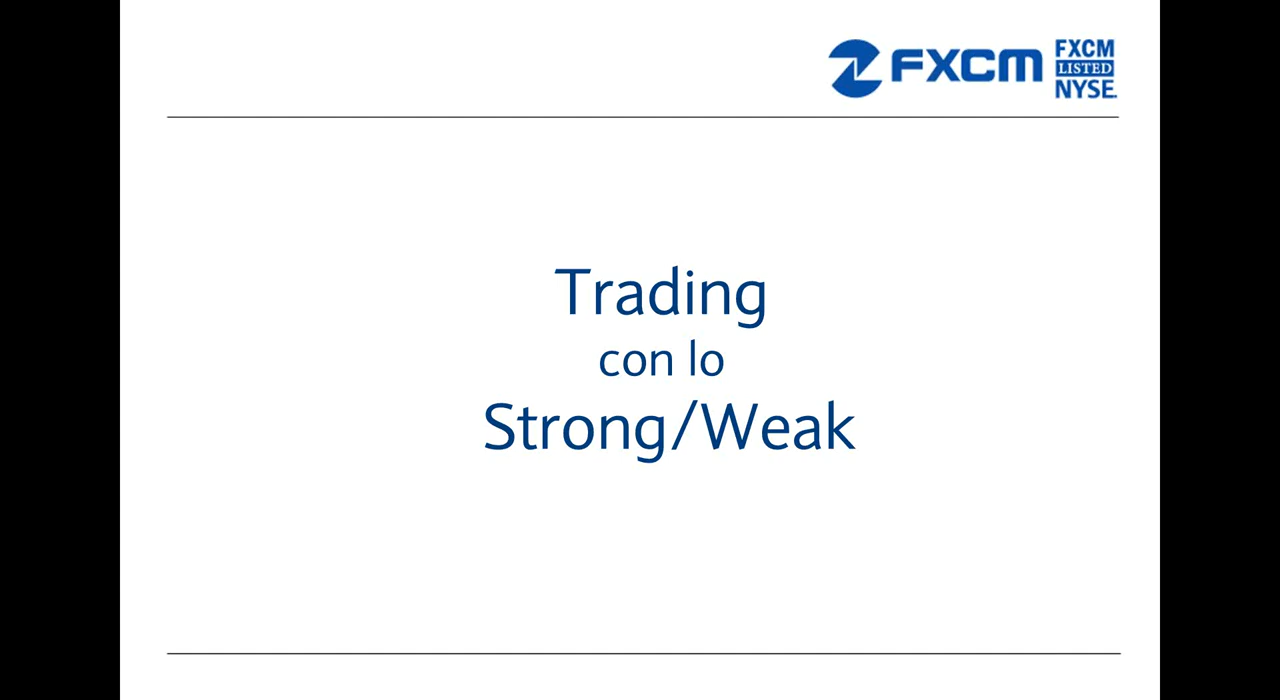 FXCM
FXCM
LISTED
NYSE.
Trading
con lo
Strong/Weak